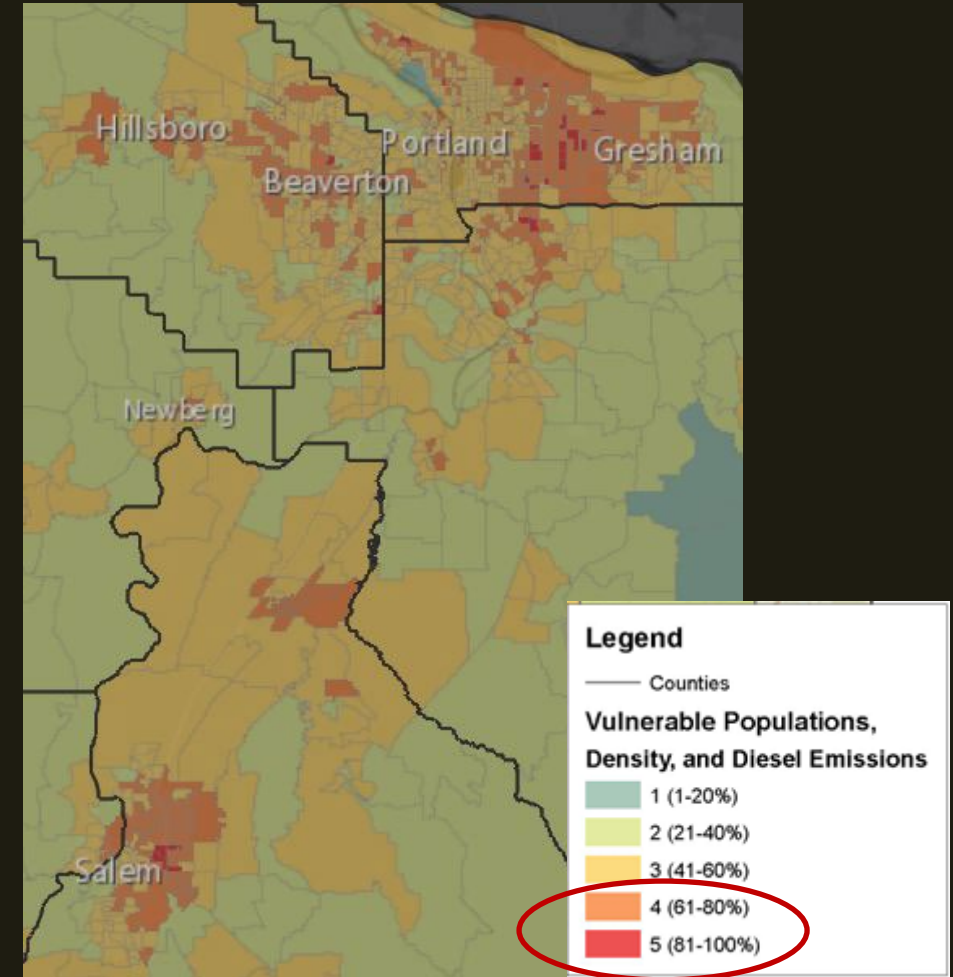 Hillsboro
Portland
Gresham
Beaverton
Newberg
Salem
Legend
Counties
Vulnerable Populations,
Density, and Diesel Emissions
1 (1-20%)
2 (21-40%)
3 (41-60%)
4 (61-80%)
5 (81-100%)